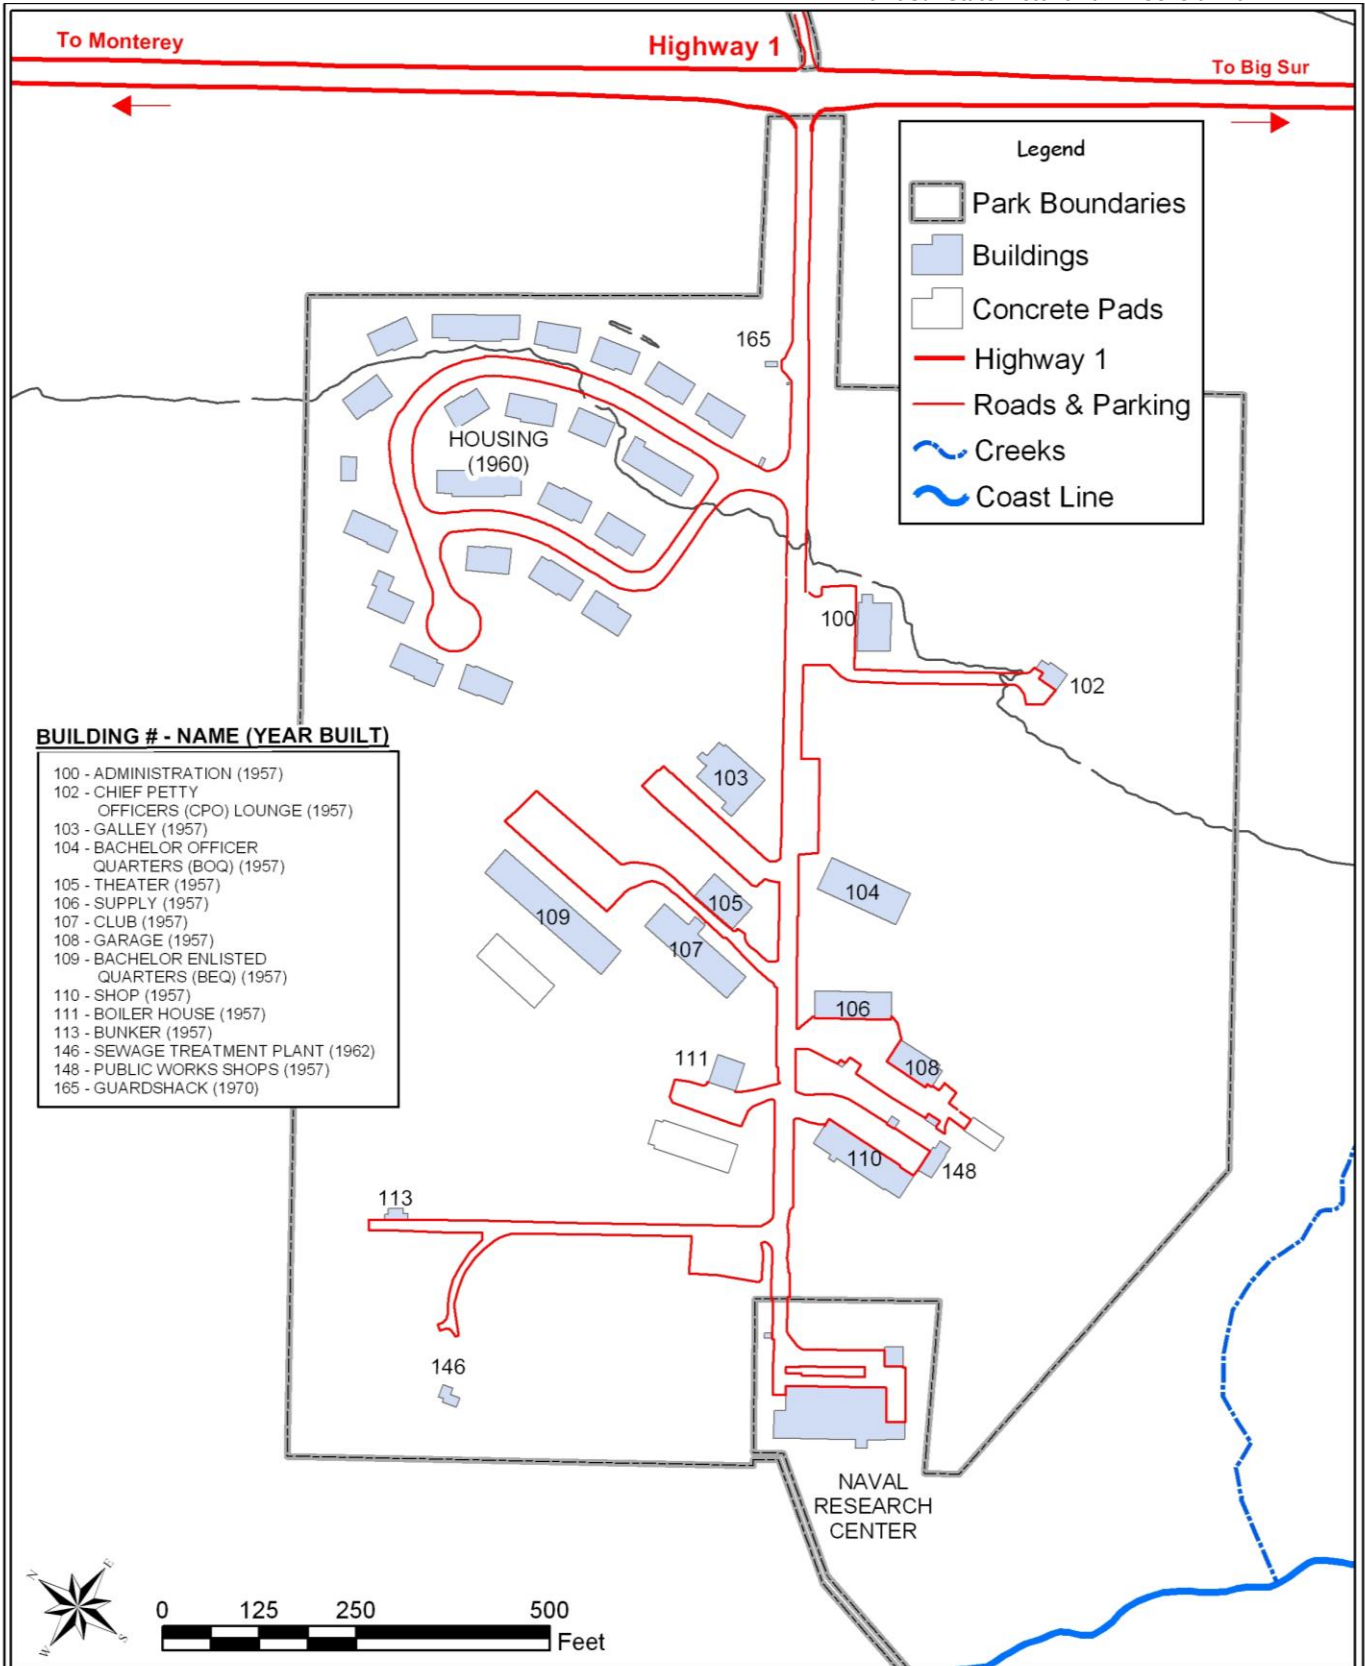 To Monterey
Highway 1
To Big Sur
Legend
Park Boundaries
Buildings
Concrete Pads
Highway 1
Roads & Parking
Creeks
Coast Line
165
HOUSING
(1960)
100
102
BUILDING # - NAME (YEAR BUILT)
100 - ADMINISTRATION (1957)
102 - CHIEF PETTY
OFFICERS (CPO) LOUNGE (1957)
103 - GALLEY (1957)
104 - BACHELOR OFFICER
QUARTERS (BOQ) (1957)
105 - THEATER (1957)
106 - SUPPLY (1957)
107 - CLUB (1957)
108 - GARAGE (1957)
109 - BACHELOR ENLISTED
QUARTERS (BEQ) (1957)
110 - SHOP (1957)
111 - BOILER HOUSE (1957)
113 - BUNKER (1957)
146 - SEWAGE TREATMENT PLANT (1962)
148 - PUBLIC WORKS SHOPS (1957)
165 - GUARDSHACK (1970)
103
104
105
109
107
106
111
108
110
148
113
146
NAVAL
RESEARCH
CENTER
N
E
W
S
0 125 250 500
Feet